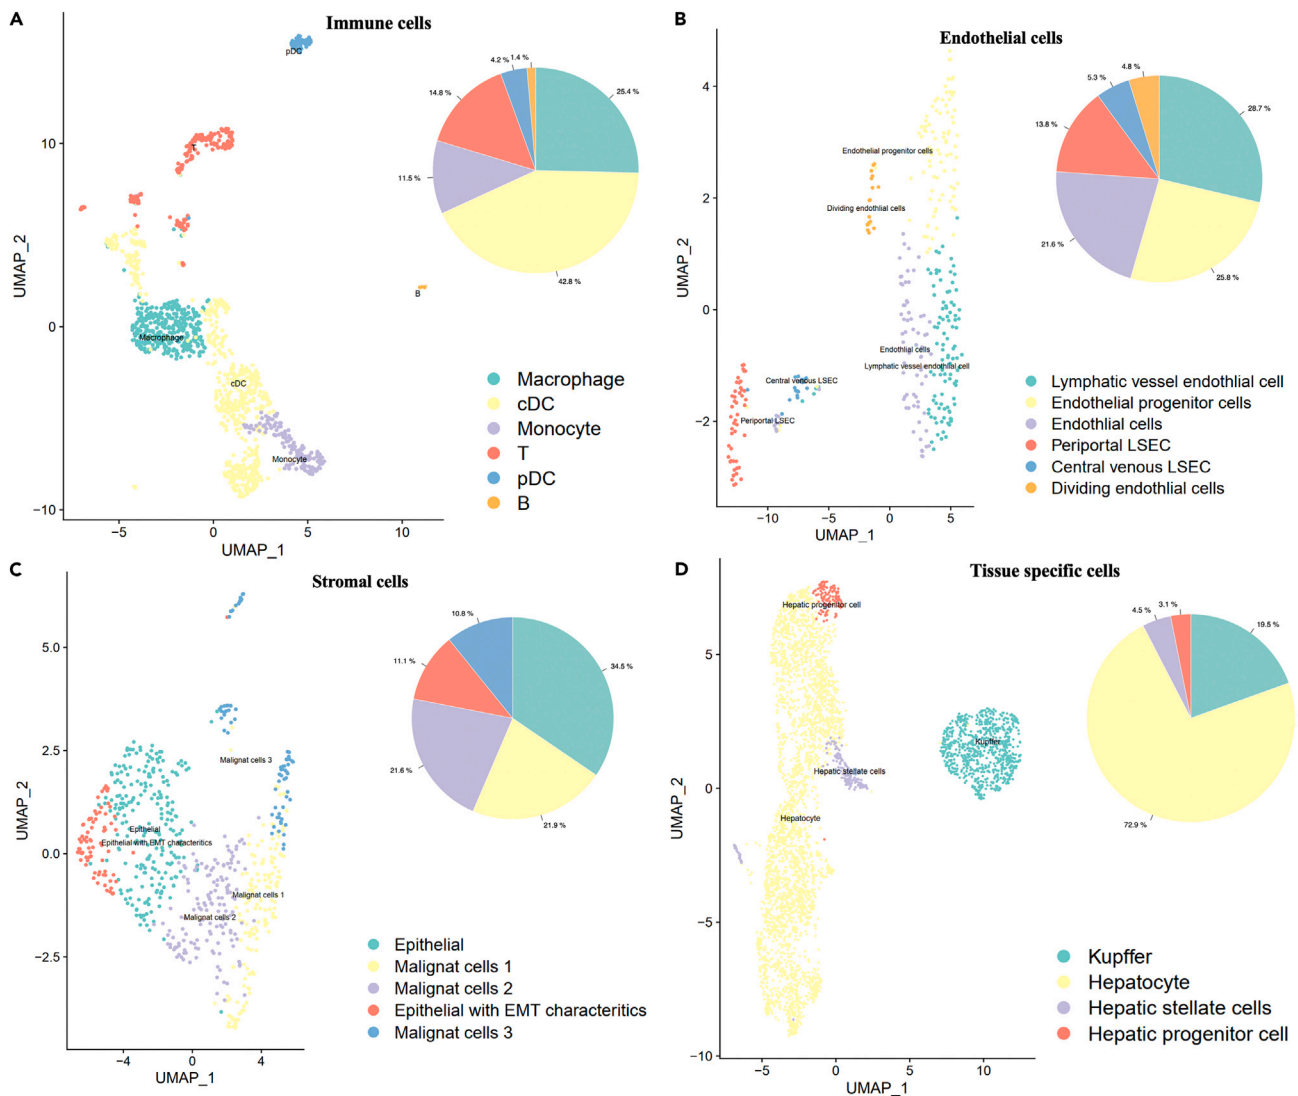 A
Immune cells
pDC
T
B
Macrophage
cDC
Monocyte
4.2 %
1.4 %
14.8 %
25.4 %
11.5 %
42.8 %
Macrophage
cDC
Monocyte
T
pDC
B
10
0
−10
−5
0
5
10
UMAP_1
UMAP_2
B
Endothelial cells
Endothelial progenitor cells
Dividing endothlial cells
Endothlial cells
Lymphatic vessel endothlial cell
Central venous LSEC
Periportal LSEC
4.8 %
5.3 %
28.7 %
13.8 %
21.6 %
25.8 %
Lymphatic vessel endothlial cell
Endothelial progenitor cells
Endothlial cells
Periportal LSEC
Central venous LSEC
Dividing endothlial cells
4
2
0
−2
−10
−5
0
5
UMAP_1
UMAP_2
C
Stromal cells
Malignat cells 3
Epithelial
Epithelial with EMT characteritics
Malignat cells 1
Malignat cells 2
10.8 %
11.1 %
34.5 %
21.6 %
21.9 %
Epithelial
Malignat cells 1
Malignat cells 2
Epithelial with EMT characteritics
Malignat cells 3
5.0
2.5
0.0
−2.5
−4
0
4
UMAP_1
UMAP_2
D
Tissue specific cells
Hepatic progenitor cell
Kupffer
Hepatic stellate cells
Hepatocyte
4.5 %
3.1 %
19.5 %
72.9 %
Kupffer
Hepatocyte
Hepatic stellate cells
Hepatic progenitor cell
5
0
−5
−10
−5
0
5
10
UMAP_1
UMAP_2